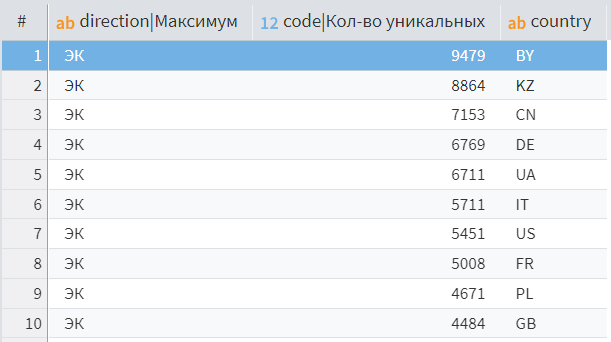 # ab direction|Максимум 12 code|Кол-во уникальных ab country
1 ЭК 9479 BY
2 ЭК 8864 KZ
3 ЭК 7153 CN
4 ЭК 6769 DE
5 ЭК 6711 UA
6 ЭК 5711 IT
7 ЭК 5451 US
8 ЭК 5008 FR
9 ЭК 4671 PL
10 ЭК 4484 GB